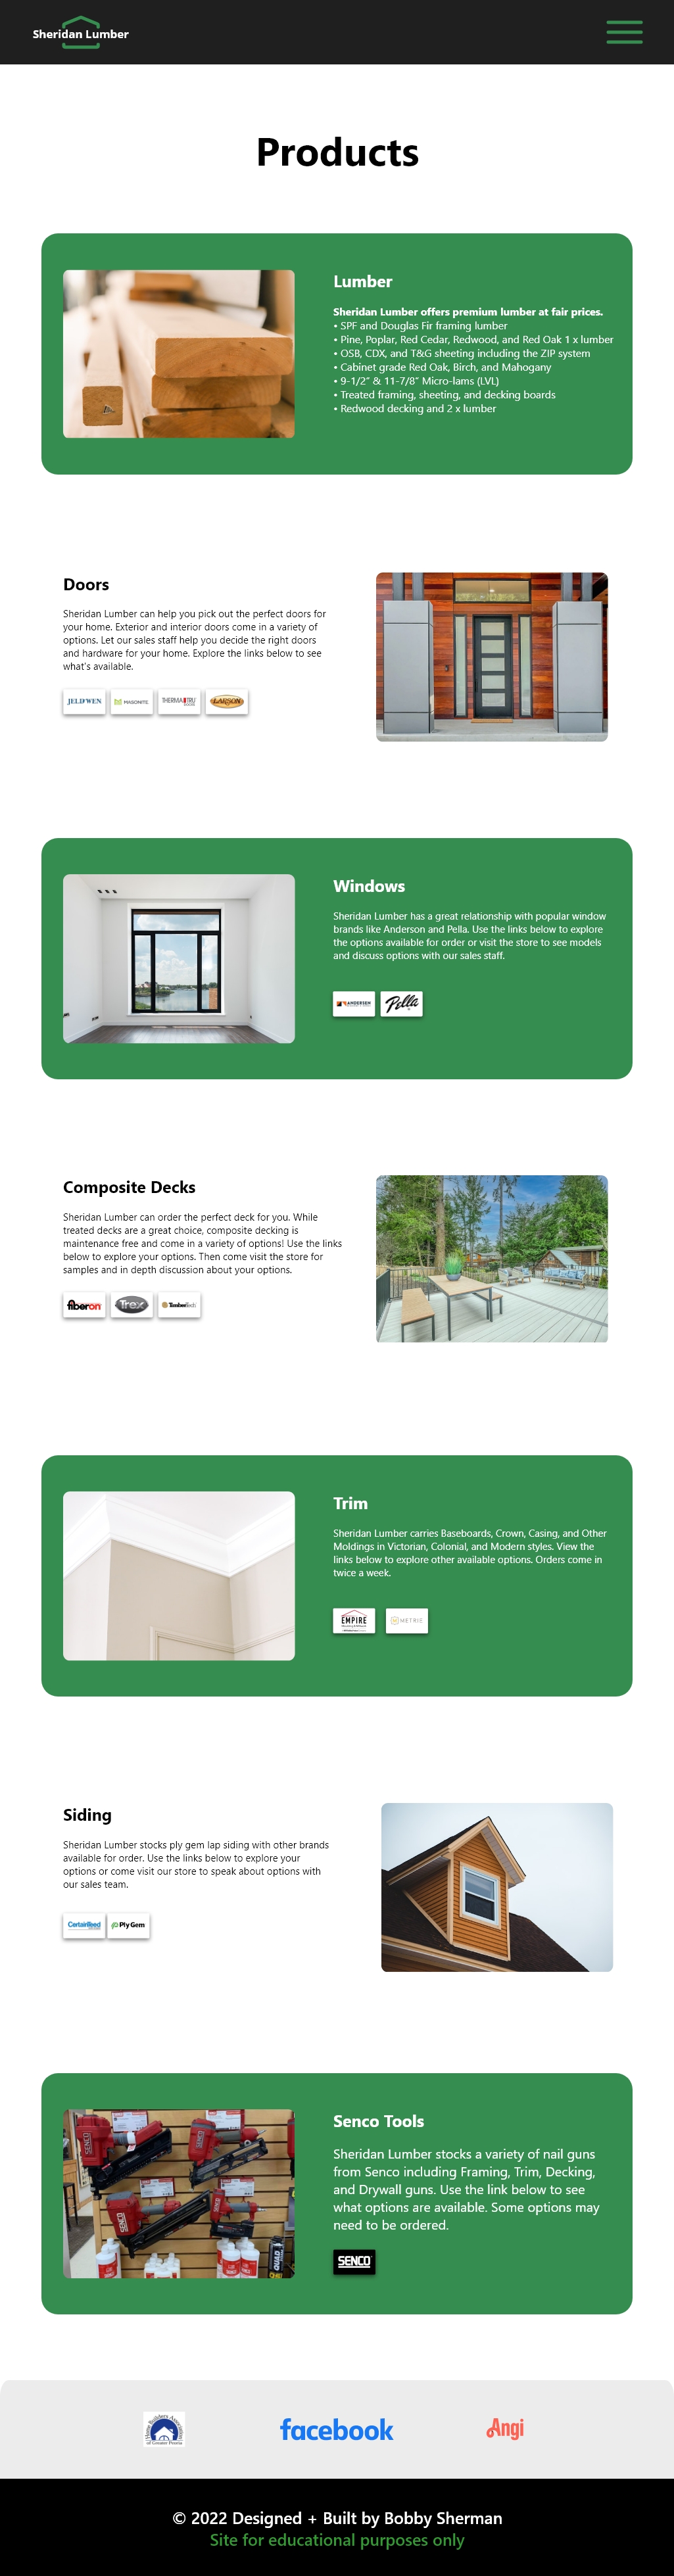 Sheridan Lumber
Products
Lumber
Sheridan Lumber offers premium lumber at fair prices.
• SPF and Douglas Fir framing lumber
• Pine, Poplar, Red Cedar, Redwood, and Red Oak 1 x lumber
• OSB, CDX, and T&G sheeting including the ZIP system
• Cabinet grade Red Oak, Birch, and Mahogany
• 9-1/2” & 11-7/8” Micro-lams (LVL)
• Treated framing, sheeting, and decking boards
• Redwood decking and 2 x lumber
Doors
Sheridan Lumber can help you pick out the perfect doors for
your home. Exterior and interior doors come in a variety of
options. Let our sales staff help you decide the right doors
and hardware for your home. Explore the links below to see
what's available.
JELD WEN MASONITE THERMA TRU LARSON
Windows
Sheridan Lumber has a great relationship with popular window
brands like Anderson and Pella. Use the links below to explore
the options available for order or visit the store to see models
and discuss options with our sales staff.
ANDERSEN Pella
Composite Decks
Sheridan Lumber can order the perfect deck for you. While
treated decks are a great choice, composite decking is
maintenance free and come in a variety of options! Use the links
below to explore your options. Then come visit the store for
samples and in depth discussion about your options.
fiberon Trex TimberTech
Trim
Sheridan Lumber carries Baseboards, Crown, Casing, and Other
Moldings in Victorian, Colonial, and Modern styles. View the
links below to explore other available options. Orders come in
twice a week.
EMPIRE METRIE
Siding
Sheridan Lumber stocks ply gem lap siding with other brands
available for order. Use the links below to explore your
options or come visit our store to speak about options with
our sales team.
CertainTeed Ply Gem
Senco Tools
Sheridan Lumber stocks a variety of nail guns
from Senco including Framing, Trim, Decking,
and Drywall guns. Use the link below to see
what options are available. Some options may
need to be ordered.
SENCO
SENCO
SENCO
QUAD
SENCO
Home Builders Association
of Greater Peoria
facebook
Angi
© 2022 Designed + Built by Bobby Sherman
Site for educational purposes only